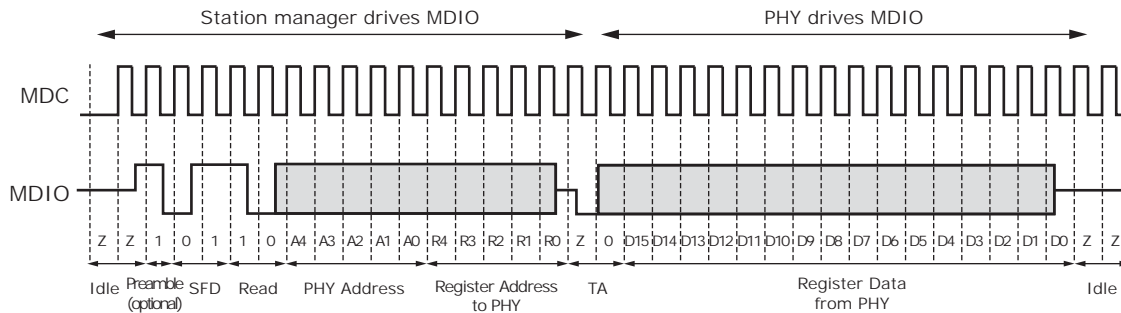 Station manager drives MDIO PHY drives MDIO
MDC
MDIO
Z Z 1 0 1 1 0 A4 A3 A2 A1 A0 R4 R3 R2 R1 R0 Z 0 D15 D14 D13 D12 D11 D10 D9 D8 D7 D6 D5 D4 D3 D2 D1 D0 Z Z
Idle Preamble (optional) SFD Read PHY Address Register Address to PHY TA Register Data from PHY Idle